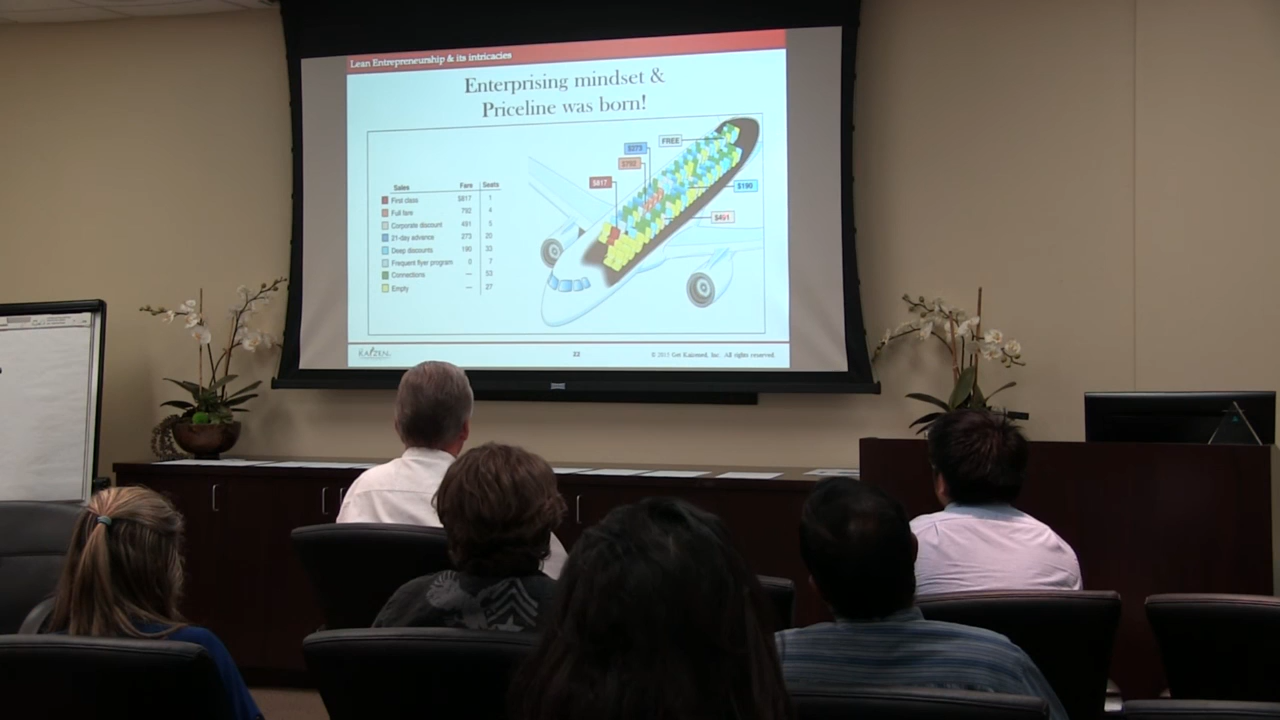 Lean Entrepreneurship & its intricacies
Enterprising mindset &
Priceline was born!
Sales Fare Seats
First class $817 1
Full fare 792 4
Corporate discount 491 5
21-day advance 273 20
Deep discounts 190 33
Frequent flyer program 0 7
Connections — 53
Empty — 27
FREE
$273
$792
$817
$190
$491
KAIZEN
23
© 2013 Get Kaizened, Inc. All rights reserved.